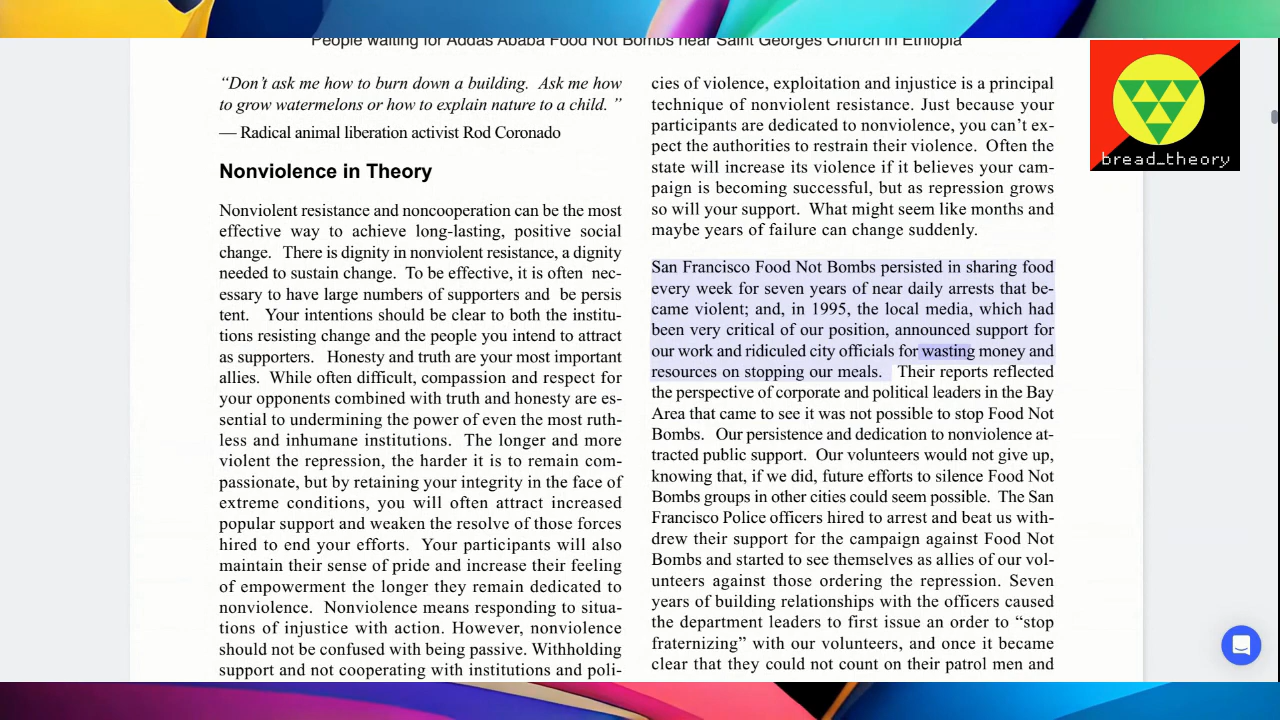 People waiting for Addas Ababa Food Not Bombs near Saint Georges Church in Ethiopia
“Don’t ask me how to burn down a building. Ask me how
to grow watermelons or how to explain nature to a child. ”
— Radical animal liberation activist Rod Coronado
Nonviolence in Theory
Nonviolent resistance and noncooperation can be the most
effective way to achieve long-lasting, positive social
change. There is dignity in nonviolent resistance, a dignity
needed to sustain change. To be effective, it is often nec-
essary to have large numbers of supporters and be persis
tent. Your intentions should be clear to both the institu-
tions resisting change and the people you intend to attract
as supporters. Honesty and truth are your most important
allies. While often difficult, compassion and respect for
your opponents combined with truth and honesty are es-
sential to undermining the power of even the most ruth-
less and inhumane institutions. The longer and more
violent the repression, the harder it is to remain com-
passionate, but by retaining your integrity in the face of
extreme conditions, you will often attract increased
popular support and weaken the resolve of those forces
hired to end your efforts. Your participants will also
maintain their sense of pride and increase their feeling
of empowerment the longer they remain dedicated to
nonviolence. Nonviolence means responding to situa-
tions of injustice with action. However, nonviolence
should not be confused with being passive. Withholding
support and not cooperating with institutions and poli-
cies of violence, exploitation and injustice is a principal
technique of nonviolent resistance. Just because your
participants are dedicated to nonviolence, you can’t ex-
pect the authorities to restrain their violence. Often the
state will increase its violence if it believes your cam-
paign is becoming successful, but as repression grows
so will your support. What might seem like months and
maybe years of failure can change suddenly.
San Francisco Food Not Bombs persisted in sharing food
every week for seven years of near daily arrests that be-
came violent; and, in 1995, the local media, which had
been very critical of our position, announced support for
our work and ridiculed city officials for wasting money and
resources on stopping our meals. Their reports reflected
the perspective of corporate and political leaders in the Bay
Area that came to see it was not possible to stop Food Not
Bombs. Our persistence and dedication to nonviolence at-
tracted public support. Our volunteers would not give up,
knowing that, if we did, future efforts to silence Food Not
Bombs groups in other cities could seem possible. The San
Francisco Police officers hired to arrest and beat us with-
drew their support for the campaign against Food Not
Bombs and started to see themselves as allies of our vol-
unteers against those ordering the repression. Seven
years of building relationships with the officers caused
the department leaders to first issue an order to “stop
fraternizing” with our volunteers, and once it became
clear that they could not count on their patrol men and
bread_theory